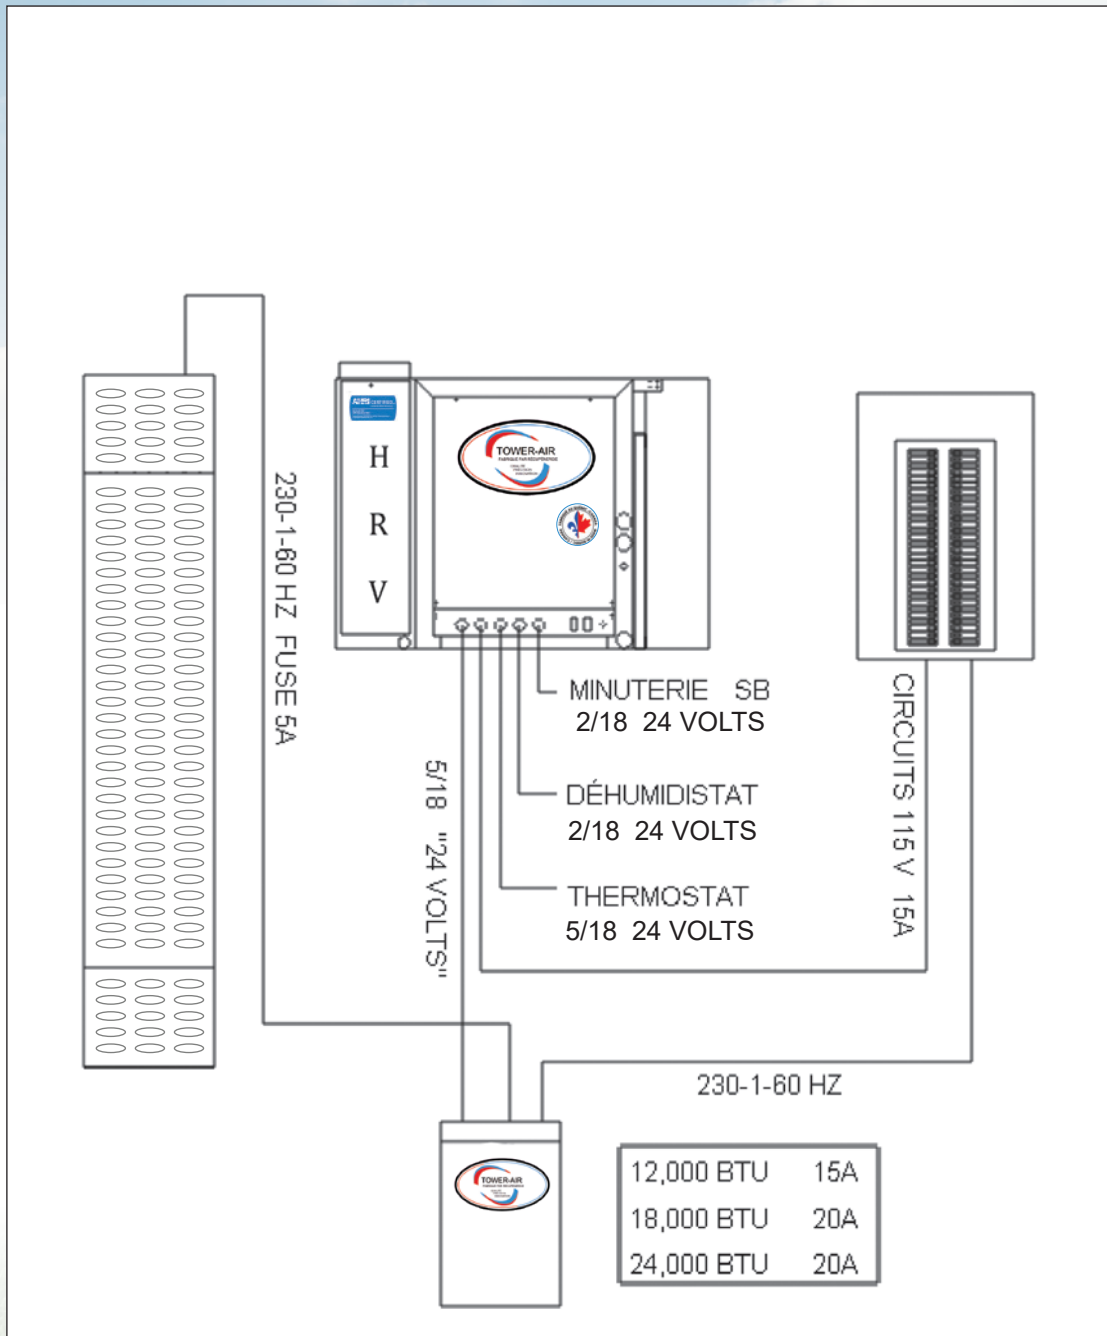 H
R
V
TOWER-AIR
230-1-60 HZ FUSE 5A
MINUTERIE SB
2/18 24 VOLTS
DÉHUMIDISTAT
2/18 24 VOLTS
THERMOSTAT
5/18 24 VOLTS
5/18 "24 VOLTS"
CIRCUITS 115 V 15A
230-1-60 HZ
TOWER-AIR
12,000 BTU 15A
18,000 BTU 20A
24,000 BTU 20A